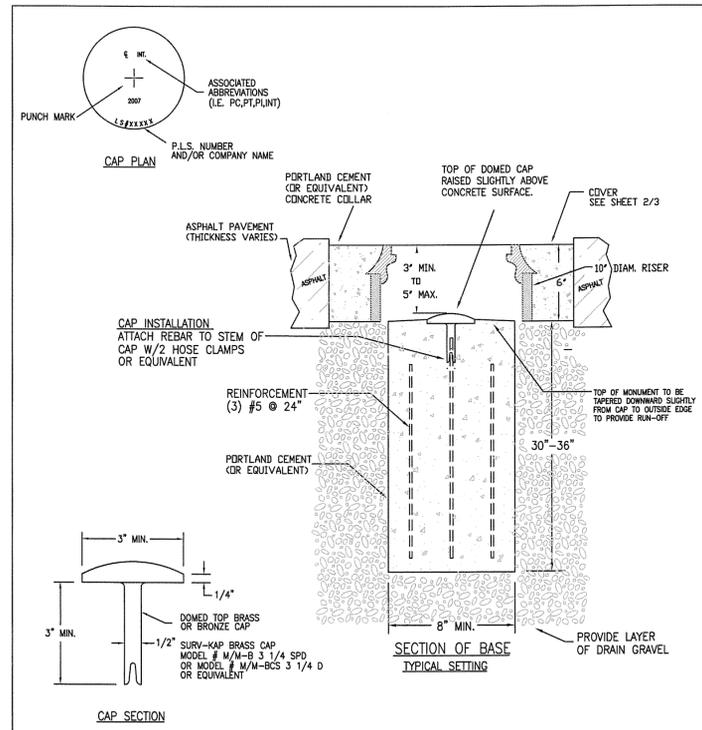 ℄ INT.
2007
LS#XXXXX
PUNCH MARK
ASSOCIATED
ABBREVIATIONS
(I.E. PC,PT,PI,INT)
P.L.S. NUMBER
AND/OR COMPANY NAME
CAP PLAN
PORTLAND CEMENT
(OR EQUIVALENT)
CONCRETE COLLAR
TOP OF DOMED CAP
RAISED SLIGHTLY ABOVE
CONCRETE SURFACE.
COVER
SEE SHEET 2/3
ASPHALT PAVEMENT
(THICKNESS VARIES)
ASPHALT
3" MIN.
TO
5" MAX.
6"
10" DIAM. RISER
ASPHALT
CAP INSTALLATION
ATTACH REBAR TO STEM OF
CAP W/2 HOSE CLAMPS
OR EQUIVALENT
REINFORCEMENT
(3) #5 @ 24"
TOP OF MONUMENT TO BE
TAPERED DOWNWARD SLIGHTLY
FROM CAP TO OUTSIDE EDGE
TO PROVIDE RUN-OFF
30"-36"
PORTLAND CEMENT
(OR EQUIVALENT)
8" MIN.
SECTION OF BASE
TYPICAL SETTING
PROVIDE LAYER
OF DRAIN GRAVEL
3" MIN.
1/4"
3" MIN.
1/2"
DOMED TOP BRASS
OR BRONZE CAP
SURV-KAP BRASS CAP
MODEL # M/M-B 3 1/4 SPD
OR MODEL # M/M-BCS 3 1/4 D
OR EQUIVALENT
CAP SECTION